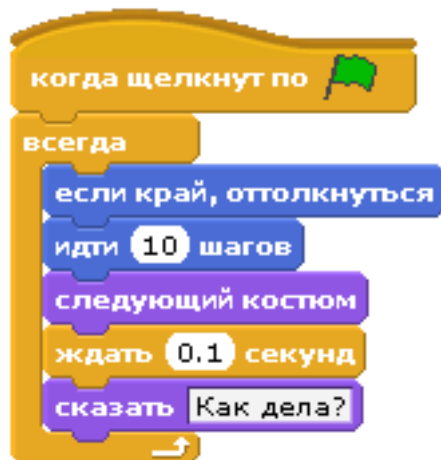 когда щелкнут по
всегда
если край, оттолкнуться
идти 10 шагов
следующий костюм
ждать 0.1 секунд
сказать Как дела?